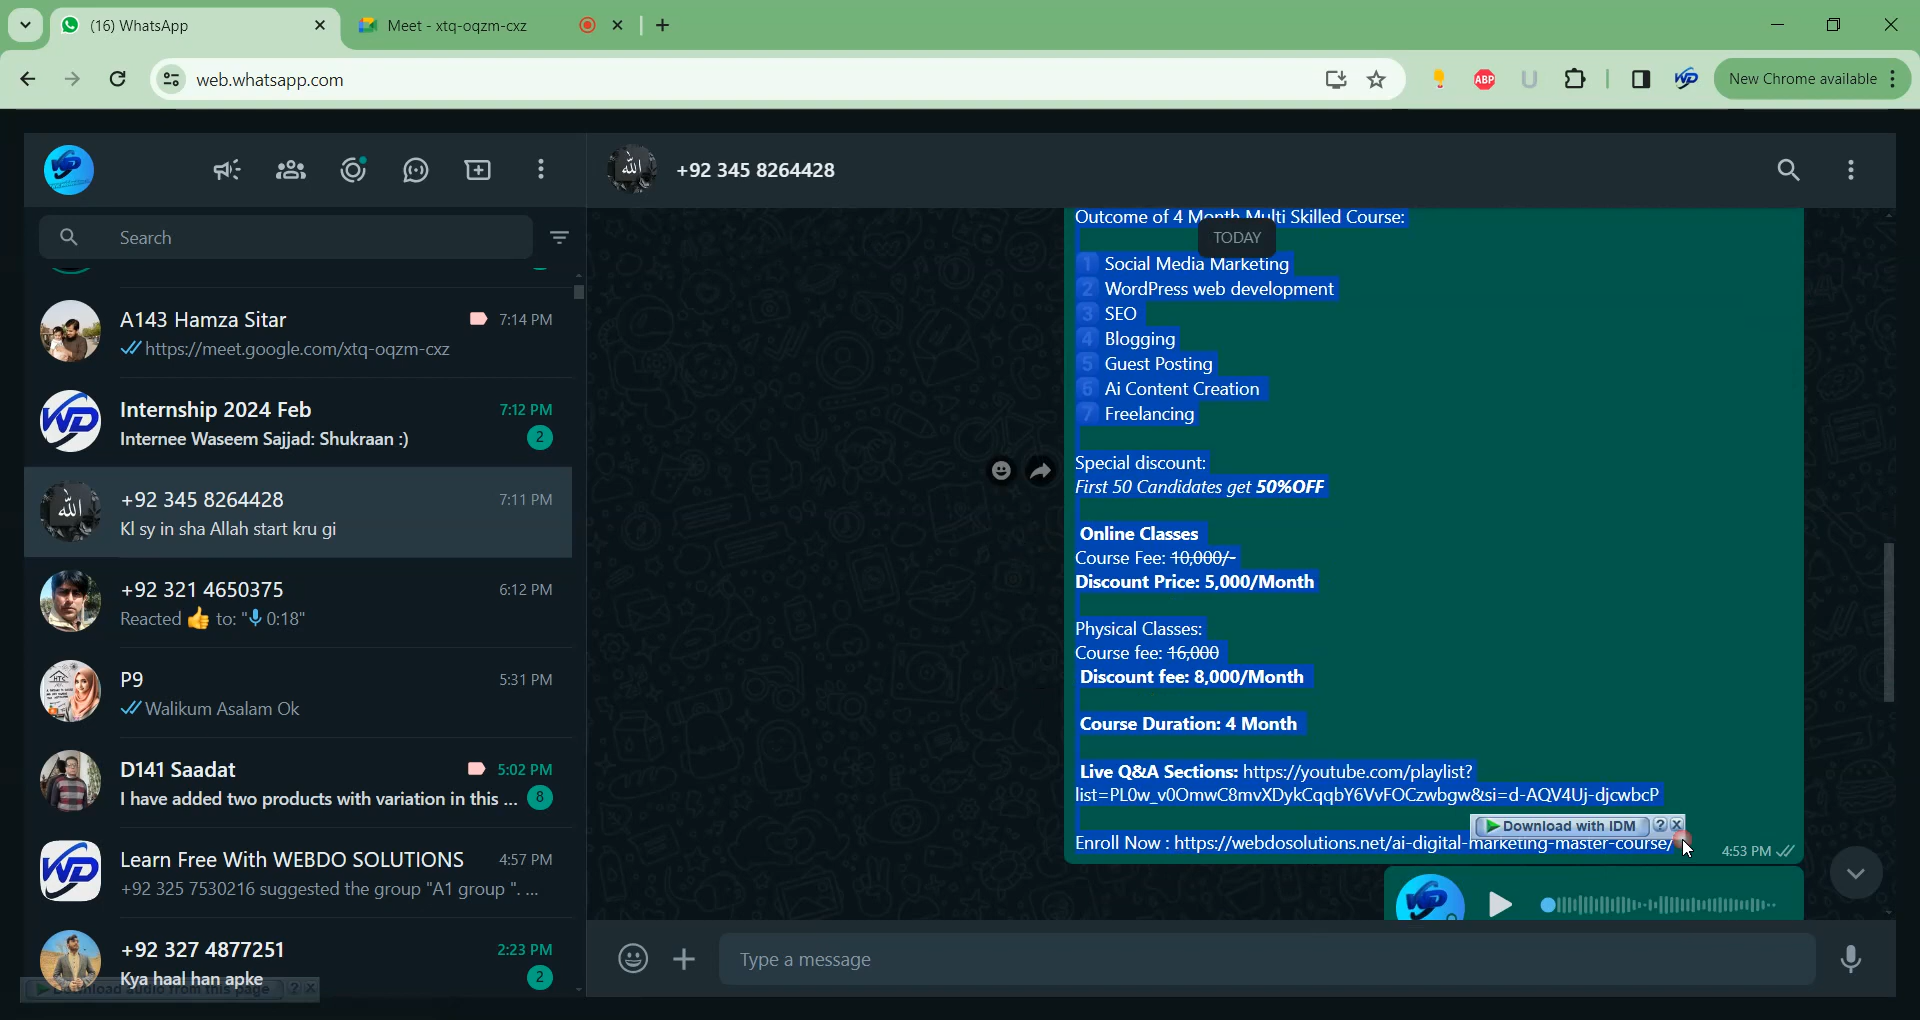 (16) WhatsApp
Meet - xtq-oqzm-cxz
web.whatsapp.com
ABP
New Chrome available
+92 345 8264428
Search
A143 Hamza Sitar
7:14 PM
https://meet.google.com/xtq-oqzm-cxz
Internship 2024 Feb
7:12 PM
Internee Waseem Sajjad: Shukraan :)
2
+92 345 8264428
7:11 PM
Kl sy in sha Allah start kru gi
+92 321 4650375
6:12 PM
Reacted 👍 to: "🎤 0:18"
P9
5:31 PM
Walikum Asalam Ok
D141 Saadat
5:02 PM
I have added two products with variation in this ...
8
Learn Free With WEBDO SOLUTIONS
4:57 PM
+92 325 7530216 suggested the group "A1 group ". ...
+92 327 4877251
2:23 PM
Kya haal han apke
2
Download audio from this page
Outcome of 4 Month Multi Skilled Course:
TODAY
1 Social Media Marketing
2 WordPress web development
3 SEO
4 Blogging
5 Guest Posting
6 Ai Content Creation
7 Freelancing
Special discount:
First 50 Candidates get 50%OFF
Online Classes
Course Fee: 10,000/-
Discount Price: 5,000/Month
Physical Classes:
Course fee: 16,000
Discount fee: 8,000/Month
Course Duration: 4 Month
Live Q&A Sections: https://youtube.com/playlist?
list=PL0w_v0OmwC8mvXDykCqqbY6VvFOCzwbgw&si=d-AQV4Uj-djcwbcP
Download with IDM
Enroll Now : https://webdosolutions.net/ai-digital-marketing-master-course/
4:53 PM
Type a message